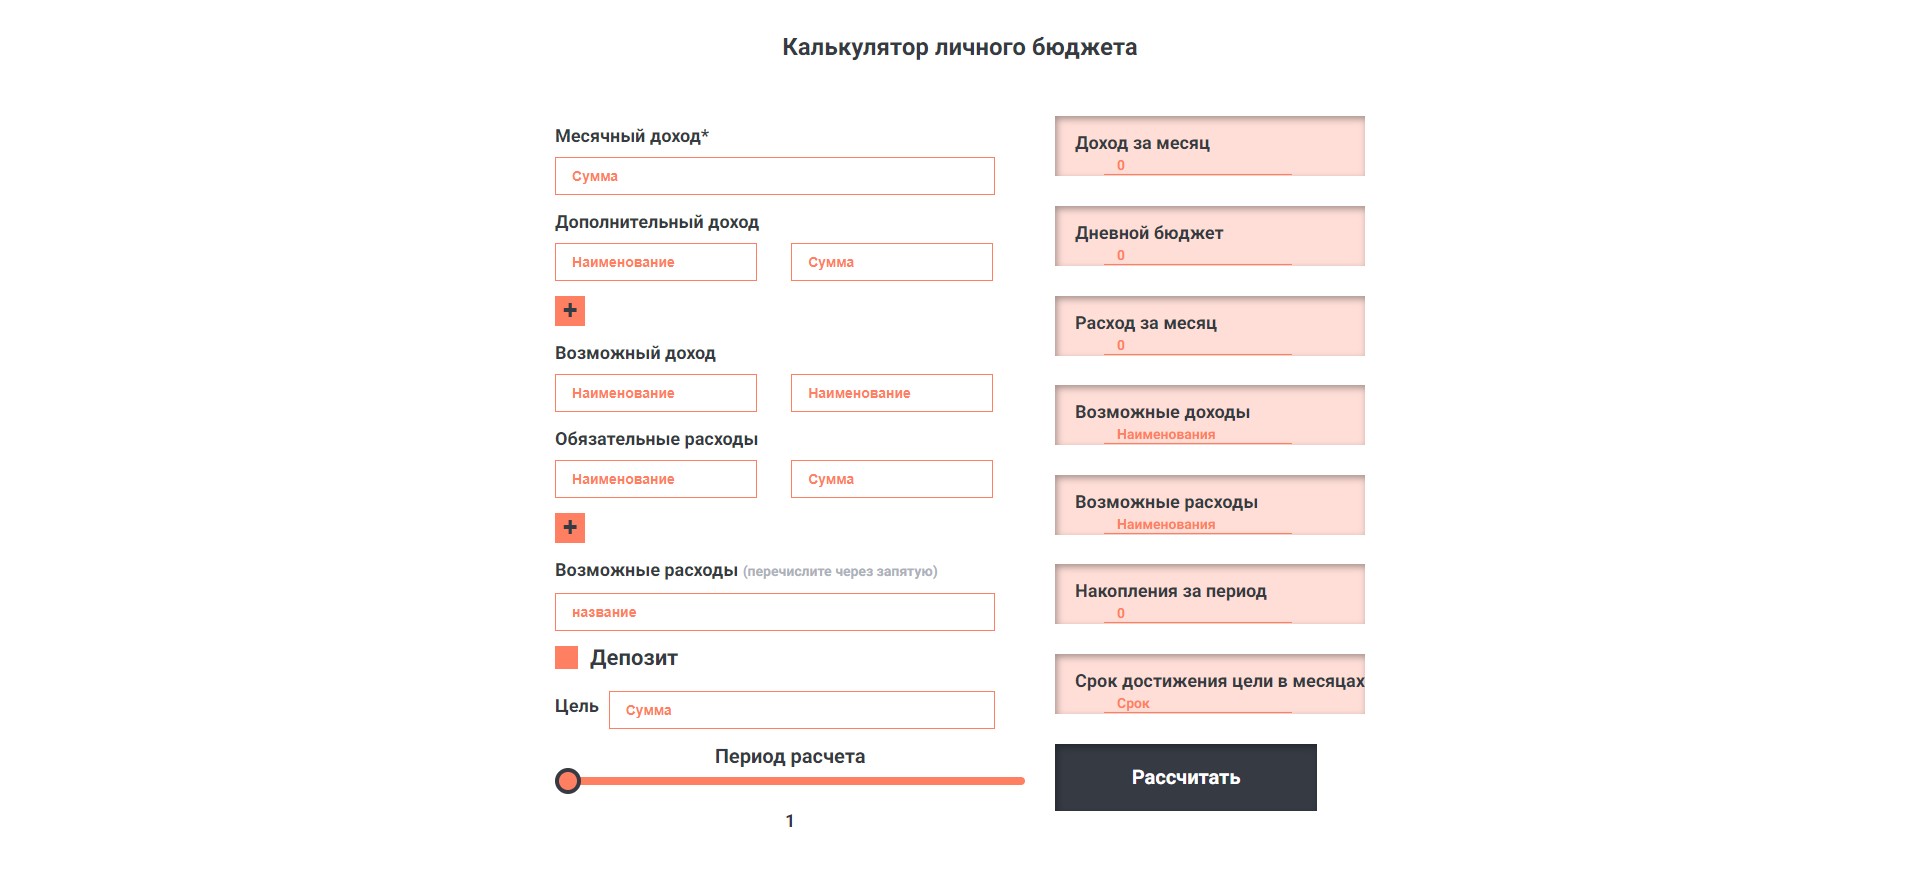 Калькулятор личного бюджета
Месячный доход*
Сумма
Дополнительный доход
Наименование
Сумма
+
Возможный доход
Наименование
Наименование
Обязательные расходы
Наименование
Сумма
+
Возможные расходы (перечислите через запятую)
название
Депозит
Цель
Сумма
Период расчета
1
Доход за месяц
0
Дневной бюджет
0
Расход за месяц
0
Возможные доходы
Наименования
Возможные расходы
Наименования
Накопления за период
0
Срок достижения цели в месяцах
Срок
Рассчитать